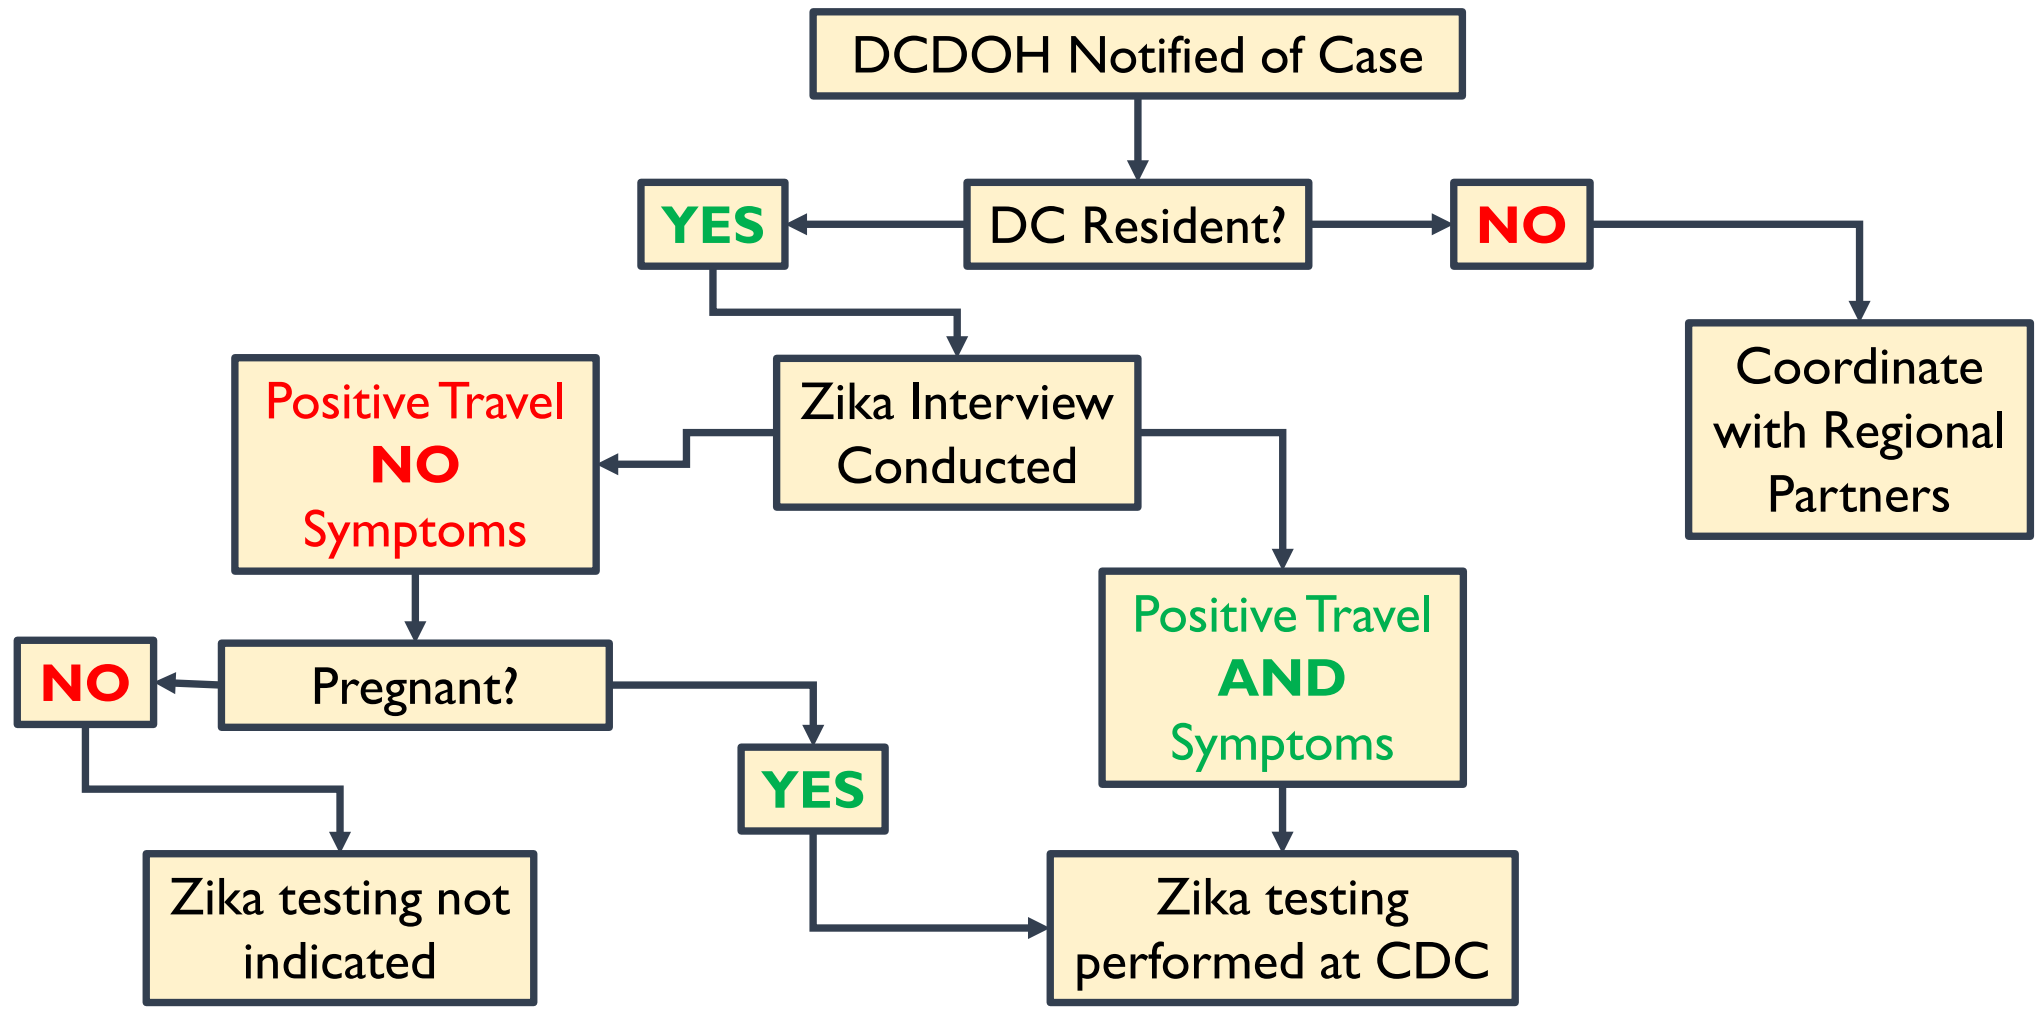 DCDOH Notified of Case
YES
DC Resident?
NO
Positive Travel
NO
Symptoms
Zika Interview
Conducted
Coordinate
with Regional
Partners
NO
Pregnant?
YES
Positive Travel
AND
Symptoms
Zika testing not
indicated
Zika testing
performed at CDC